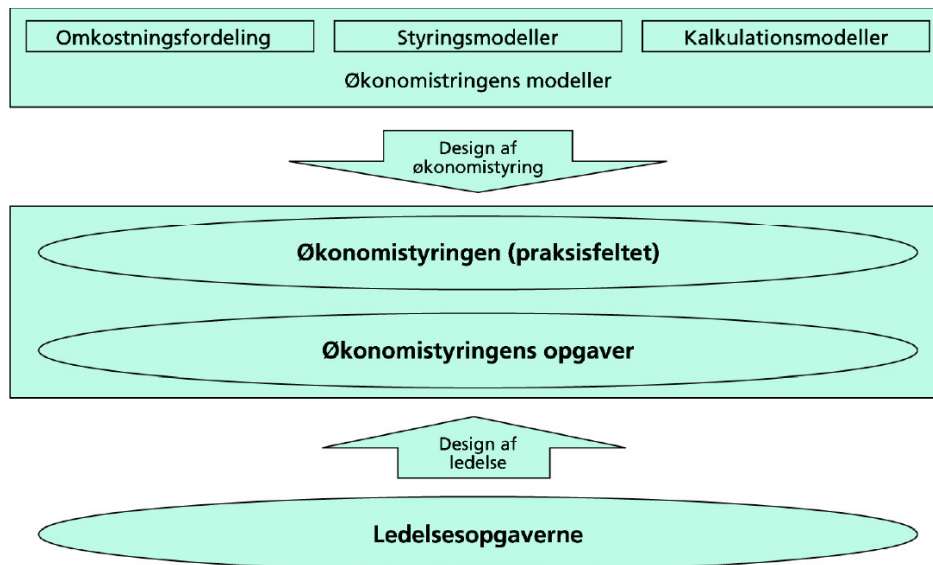 Omkostningsfordeling Styringsmodeller Kalkulationsmodeller
Økonomistringens modeller
Design af
økonomistyring
Økonomistyringen (praksisfeltet)
Økonomistyringens opgaver
Design af
ledelse
Ledelsesopgaverne